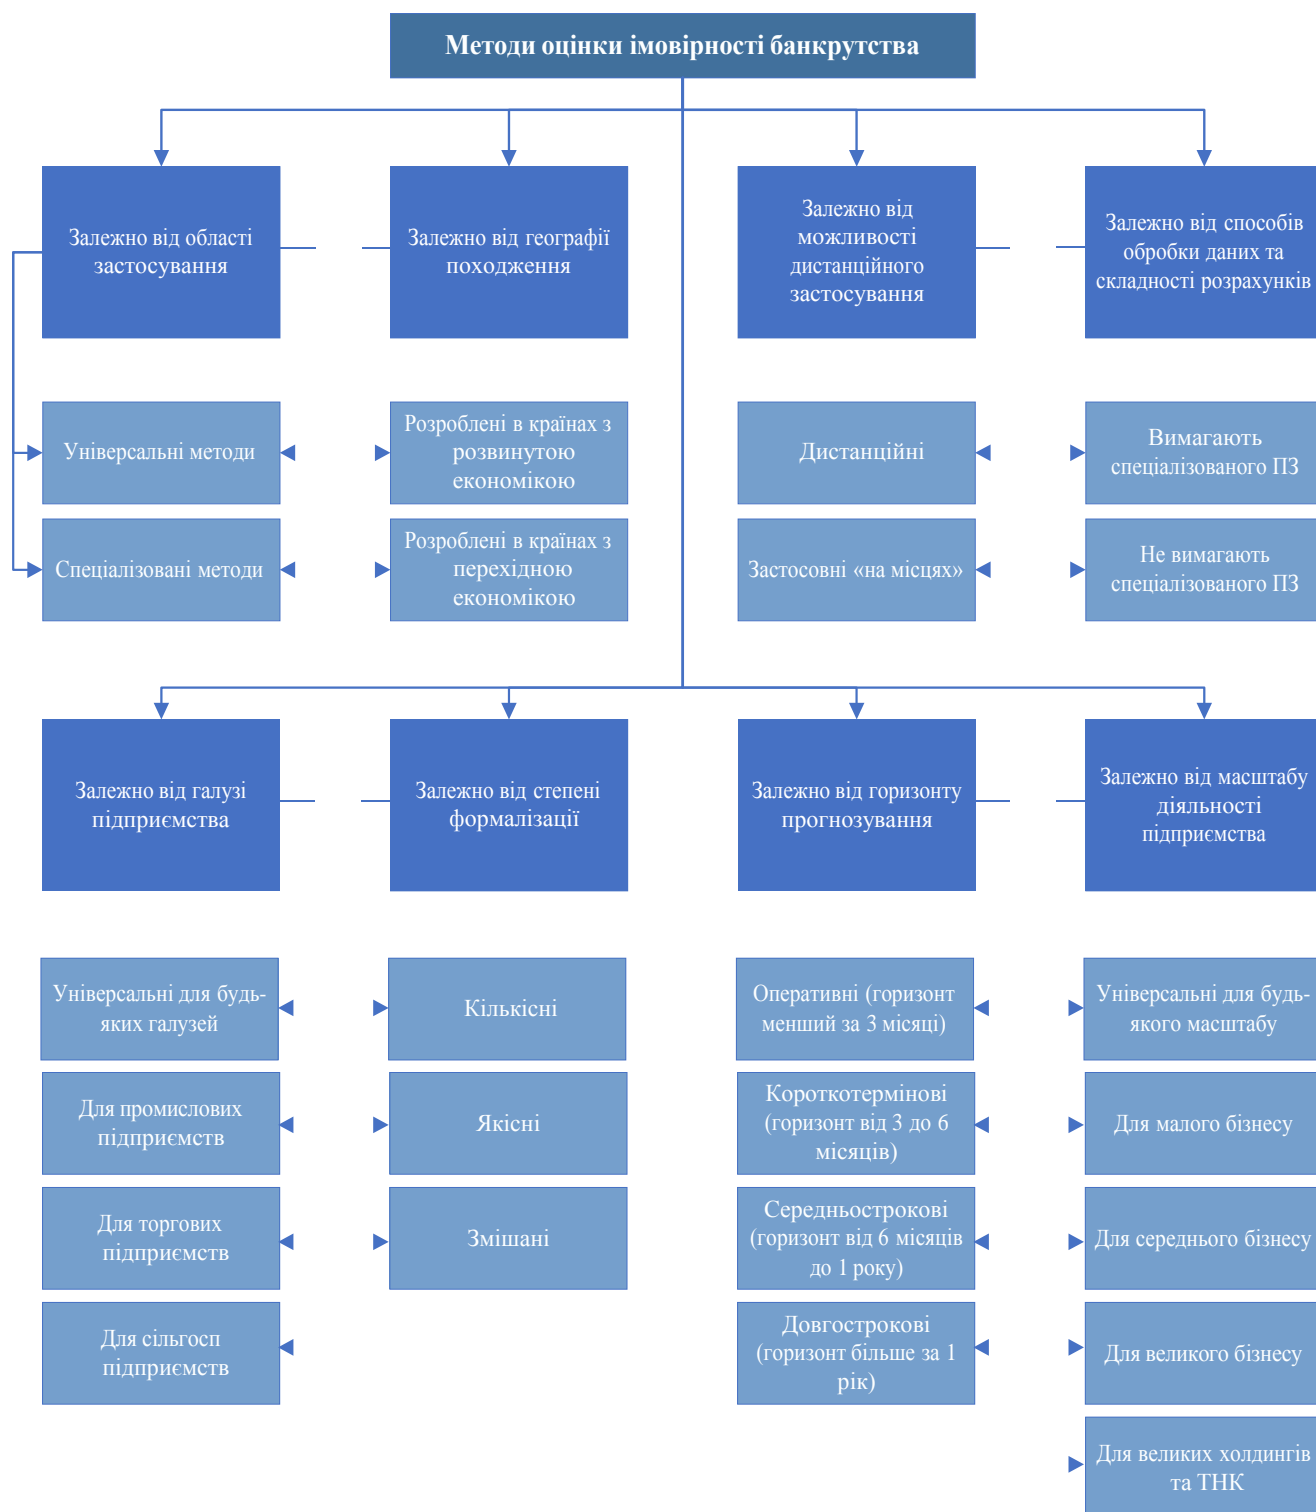 Методи оцінки імовірності банкрутства
Залежно від області
застосування
Залежно від географії
походження
Залежно від
можливості
дистанційного
застосування
Залежно від способів
обробки даних та
складності розрахунків
Універсальні методи
Розроблені в країнах з
розвинутою
економікою
Дистанційні
Вимагають
спеціалізованого ПЗ
Спеціалізовані методи
Розроблені в країнах з
перехідною
економікою
Застосовні «на місцях»
Не вимагають
спеціалізованого ПЗ
Залежно від галузі
підприємства
Залежно від степені
формалізації
Залежно від горизонту
прогнозування
Залежно від масштабу
діяльності
підприємства
Універсальні для будь-
яких галузей
Кількісні
Оперативні (горизонт
менший за 3 місяці)
Універсальні для будь-
якого масштабу
Для промислових
підприємств
Якісні
Короткотермінові
(горизонт від 3 до 6
місяців)
Для малого бізнесу
Для торгових
підприємств
Змішані
Середньострокові
(горизонт від 6 місяців
до 1 року)
Для середнього бізнесу
Для сільгосп
підприємств
Довгострокові
(горизонт більше за 1
рік)
Для великого бізнесу
Для великих холдингів
та ТНК